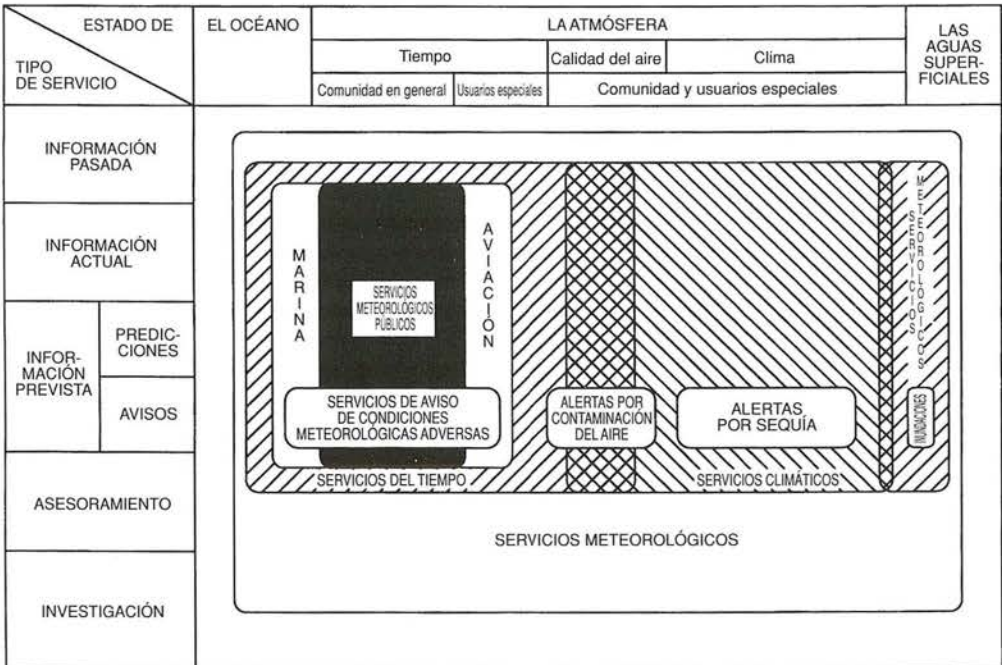 ESTADO DE
TIPO
DE SERVICIO
EL OCÉANO
LA ATMÓSFERA
Tiempo
Calidad del aire
Clima
Comunidad en general
Usuarios especiales
Comunidad y usuarios especiales
LAS
AGUAS
SUPER-
FICIALES
INFORMACIÓN
PASADA
INFORMACIÓN
ACTUAL
INFOR-
MACIÓN
PREVISTA
PREDIC-
CIONES
AVISOS
ASESORAMIENTO
INVESTIGACIÓN
MARINA
SERVICIOS
METEOROLÓGICOS
PÚBLICOS
AVIACIÓN
SERVICIOS
METEOROLÓGICOS
SERVICIOS DE AVISO
DE CONDICIONES
METEOROLÓGICAS ADVERSAS
ALERTAS POR
CONTAMINACIÓN
DEL AIRE
ALERTAS
POR SEQUÍA
INUNDACIONES
SERVICIOS DEL TIEMPO
SERVICIOS CLIMÁTICOS
SERVICIOS METEOROLÓGICOS